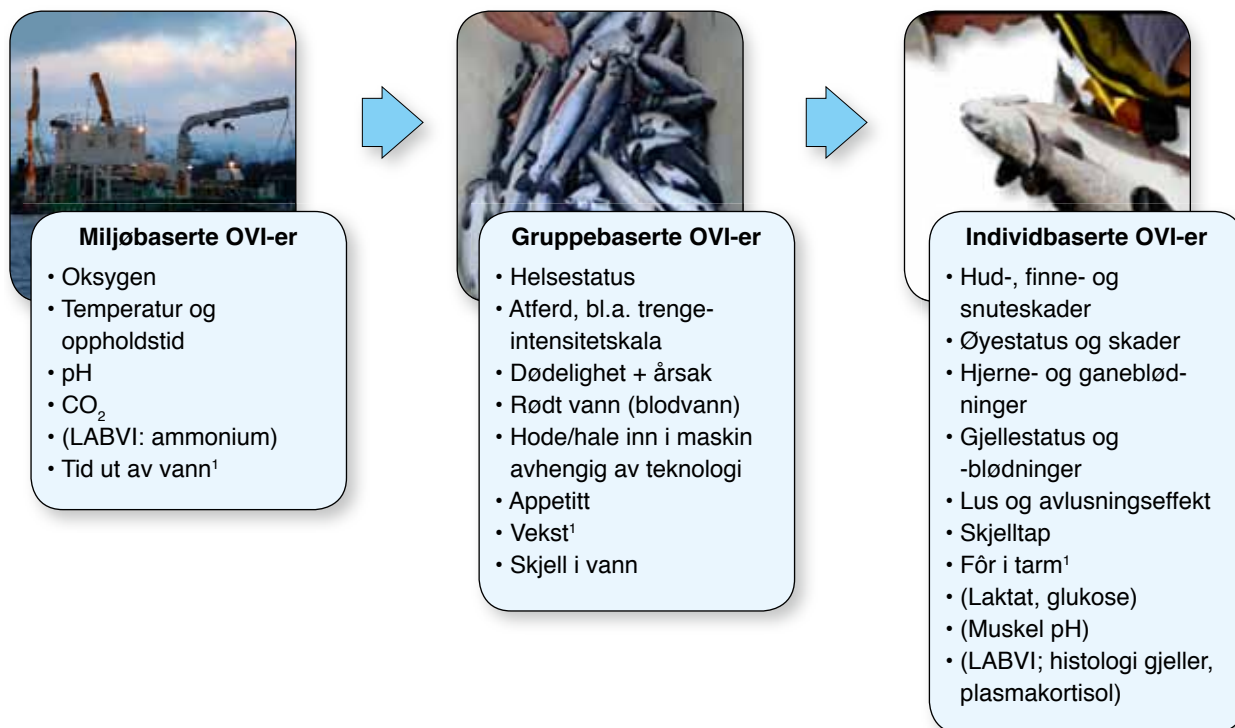 Miljøbaserte OVI-er
• Oksygen
• Temperatur og
oppholdstid
• pH
• CO₂
• (LABVI: ammonium)
• Tid ut av vann¹
Gruppebaserte OVI-er
• Helsestatus
• Atferd, bl.a. trenge-
intensitetskala
• Dødelighet + årsak
• Rødt vann (blodvann)
• Hode/hale inn i maskin
avhengig av teknologi
• Appetitt
• Vekst¹
• Skjell i vann
Individbaserte OVI-er
• Hud-, finne- og
snuteskader
• Øyestatus og skader
• Hjerne- og ganeblød-
ninger
• Gjellestatus og
-blødninger
• Lus og avlusningseffekt
• Skjelltap
• Fôr i tarm¹
• (Laktat, glukose)
• (Muskel pH)
• (LABVI; histologi gjeller,
plasmakortisol)